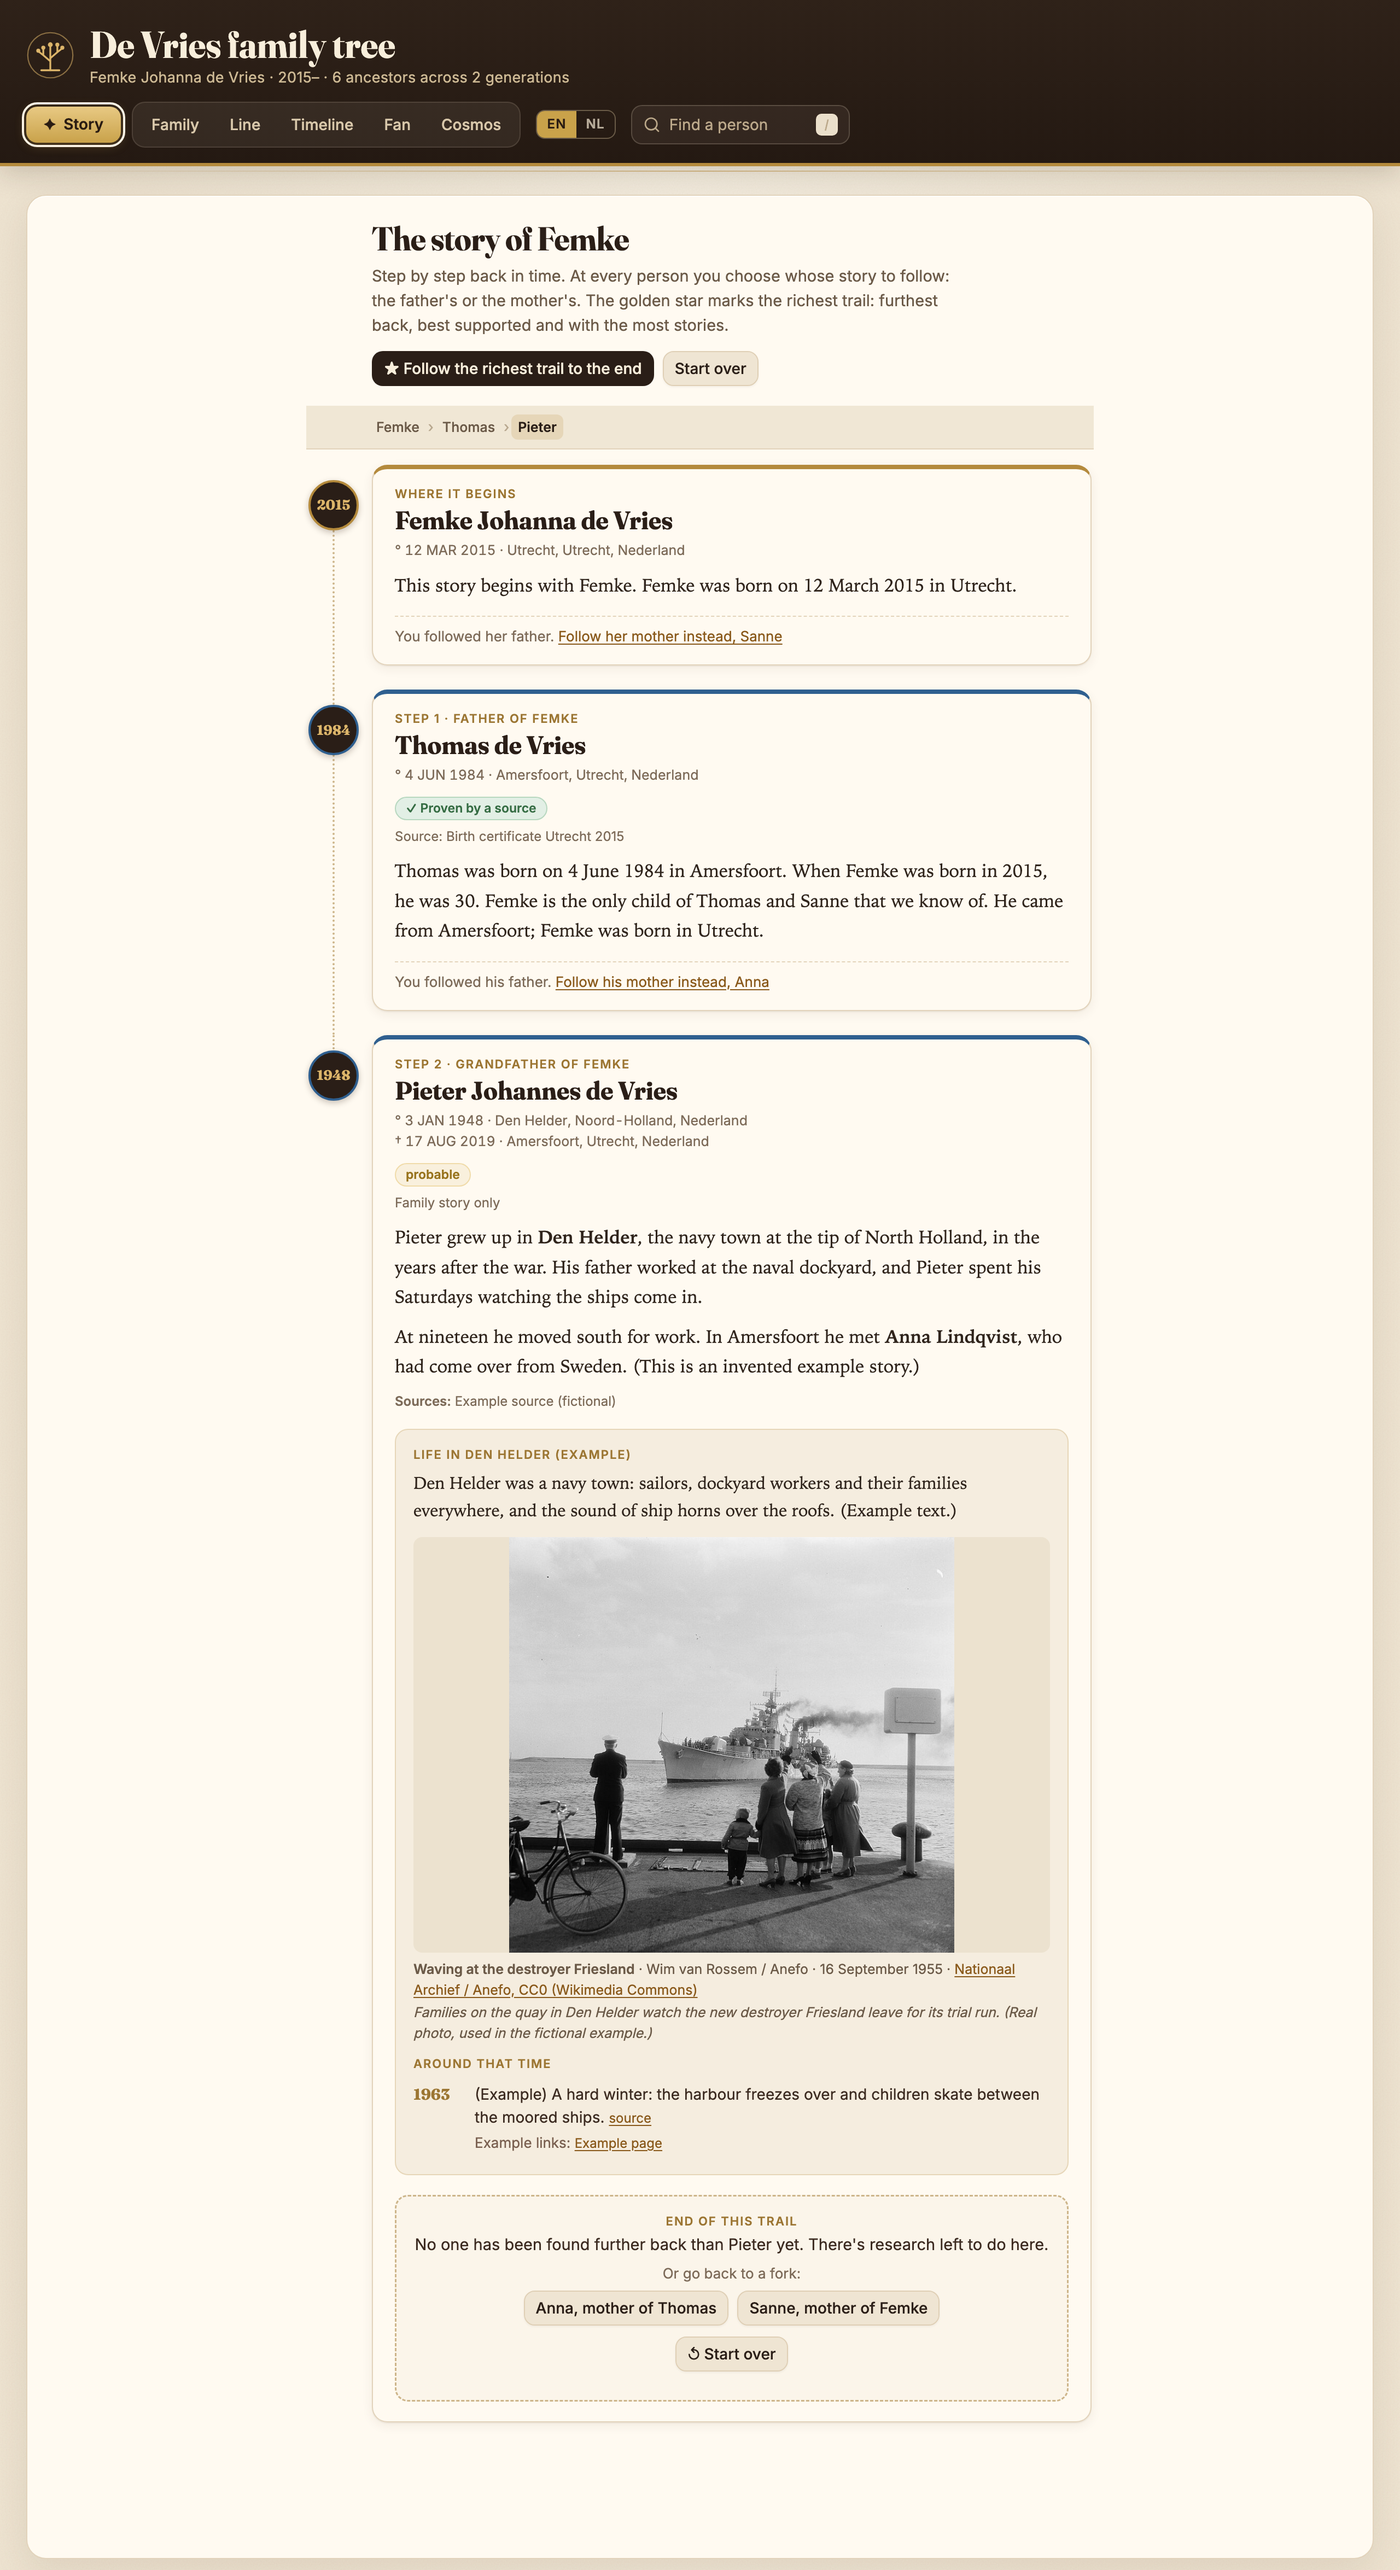 De Vries family tree
Femke Johanna de Vries · 2015– · 6 ancestors across 2 generations
✦ Story Family Line Timeline Fan Cosmos EN NL Find a person /
The story of Femke
Step by step back in time. At every person you choose whose story to follow:
the father's or the mother's. The golden star marks the richest trail: furthest
back, best supported and with the most stories.
★ Follow the richest trail to the end Start over
Femke › Thomas › Pieter
2015
WHERE IT BEGINS
Femke Johanna de Vries
° 12 MAR 2015 · Utrecht, Utrecht, Nederland
This story begins with Femke. Femke was born on 12 March 2015 in Utrecht.
You followed her father. Follow her mother instead, Sanne
1984
STEP 1 · FATHER OF FEMKE
Thomas de Vries
° 4 JUN 1984 · Amersfoort, Utrecht, Nederland
✓ Proven by a source
Source: Birth certificate Utrecht 2015
Thomas was born on 4 June 1984 in Amersfoort. When Femke was born in 2015,
he was 30. Femke is the only child of Thomas and Sanne that we know of. He came
from Amersfoort; Femke was born in Utrecht.
You followed his father. Follow his mother instead, Anna
1948
STEP 2 · GRANDFATHER OF FEMKE
Pieter Johannes de Vries
° 3 JAN 1948 · Den Helder, Noord-Holland, Nederland
† 17 AUG 2019 · Amersfoort, Utrecht, Nederland
probable
Family story only
Pieter grew up in Den Helder, the navy town at the tip of North Holland, in the
years after the war. His father worked at the naval dockyard, and Pieter spent his
Saturdays watching the ships come in.
At nineteen he moved south for work. In Amersfoort he met Anna Lindqvist, who
had come over from Sweden. (This is an invented example story.)
Sources: Example source (fictional)
LIFE IN DEN HELDER (EXAMPLE)
Den Helder was a navy town: sailors, dockyard workers and their families
everywhere, and the sound of ship horns over the roofs. (Example text.)
Waving at the destroyer Friesland · Wim van Rossem / Anefo · 16 September 1955 · Nationaal
Archief / Anefo, CC0 (Wikimedia Commons)
Families on the quay in Den Helder watch the new destroyer Friesland leave for its trial run. (Real
photo, used in the fictional example.)
AROUND THAT TIME
1963 (Example) A hard winter: the harbour freezes over and children skate between
the moored ships. source
Example links: Example page
END OF THIS TRAIL
No one has been found further back than Pieter yet. There's research left to do here.
Or go back to a fork:
Anna, mother of Thomas Sanne, mother of Femke
↺ Start over